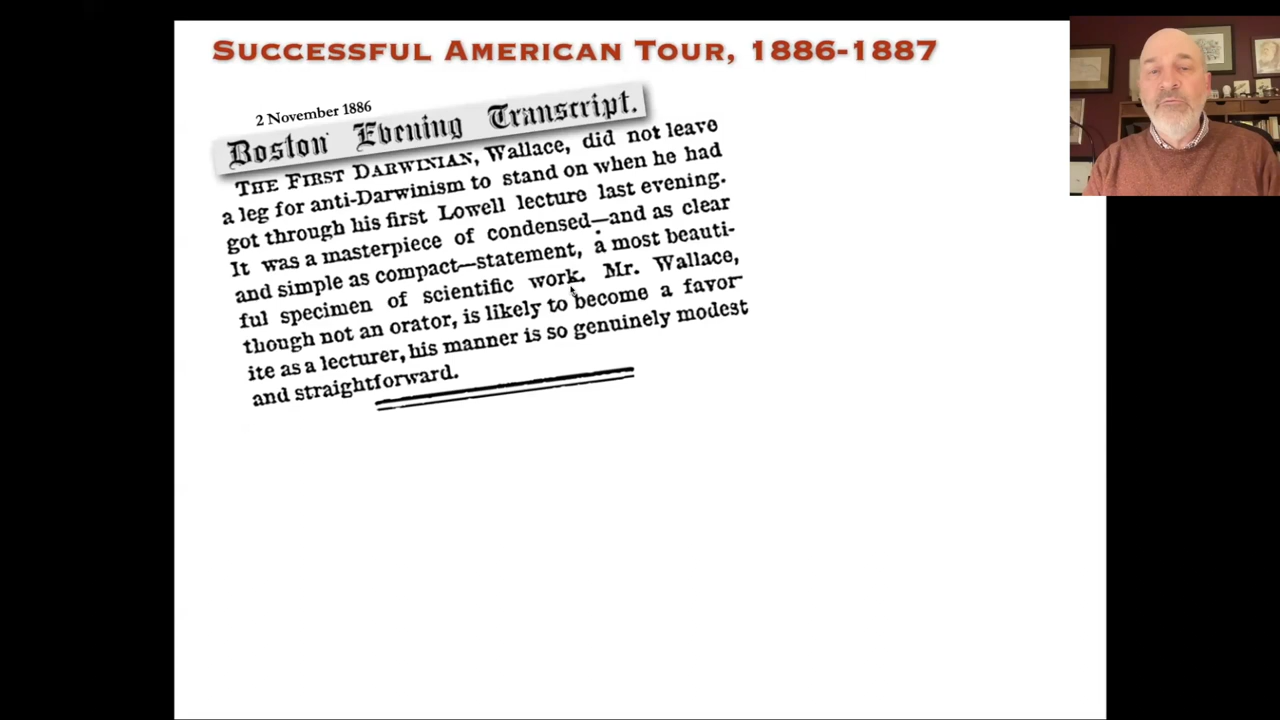 SUCCESSFUL AMERICAN TOUR, 1886-1887
2 November 1886
Boston Evening Transcript.
THE FIRST DARWINIAN, Wallace, did not leave
a leg for anti-Darwinism to stand on when he had
got through his first Lowell lecture last evening.
It was a masterpiece of condensed—and as clear
and simple as compact—statement, a most beauti-
ful specimen of scientific work. Mr. Wallace,
though not an orator, is likely to become a favor-
ite as a lecturer, his manner is so genuinely modest
and straightforward.